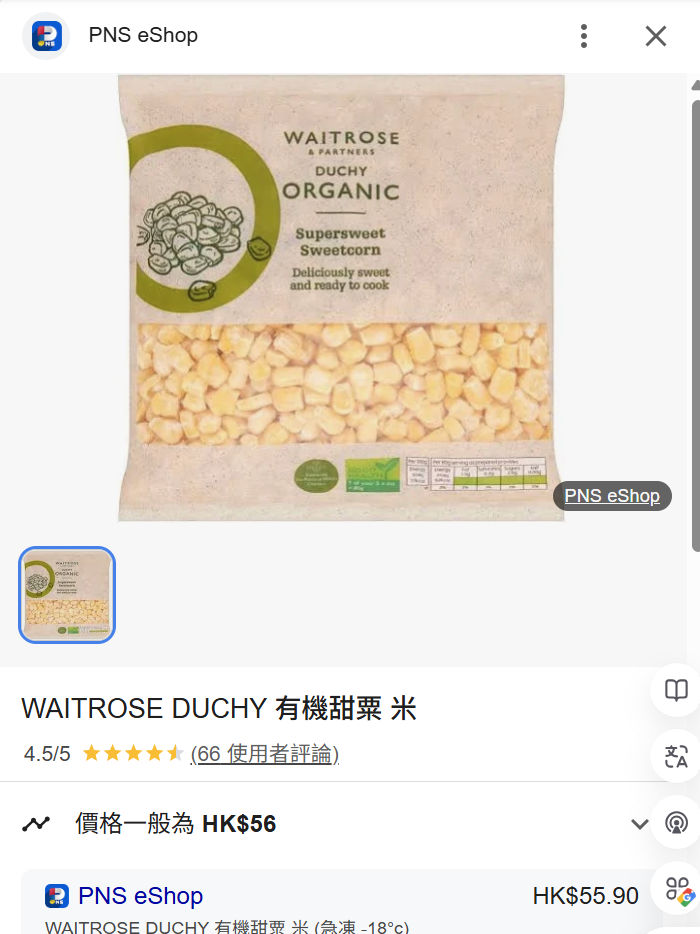 PNS eShop
WAITROSE
& PARTNERS
DUCHY
ORGANIC
Supersweet
Sweetcorn
Deliciously sweet
and ready to cook
PNS eShop
WAITROSE DUCHY 有機甜粟 米
4.5/5 (66 使用者評論)
價格一般為 HK$56
PNS eShop HK$55.90
WAITROSE DUCHY 有機甜粟 米 (急凍 -18°c)